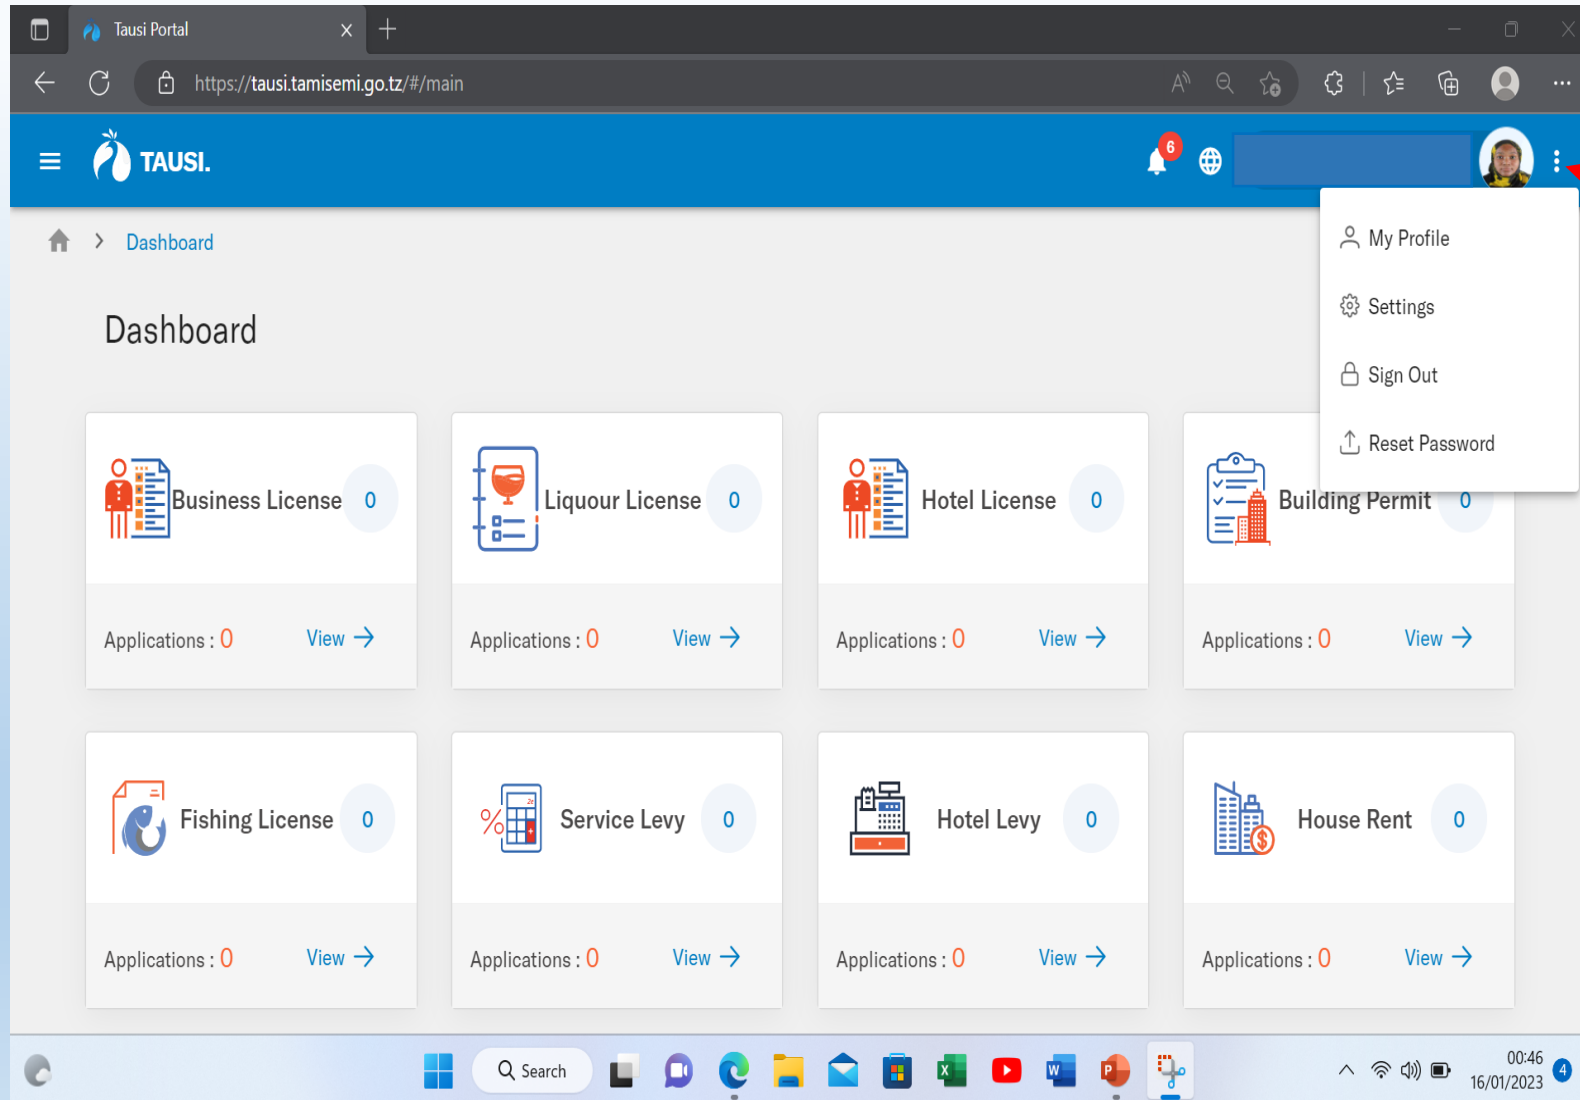 Tausi Portal
https://tausi.tamisemi.go.tz/#/main
TAUSI.
6
Dashboard
My Profile
Settings
Sign Out
Reset Password
Dashboard
Business License 0
Liquour License 0
Hotel License 0
Building Permit 0
Applications : 0 View
Applications : 0 View
Applications : 0 View
Applications : 0 View
Fishing License 0
Service Levy 0
Hotel Levy 0
House Rent 0
Applications : 0 View
Applications : 0 View
Applications : 0 View
Applications : 0 View
Search
00:46
16/01/2023
4